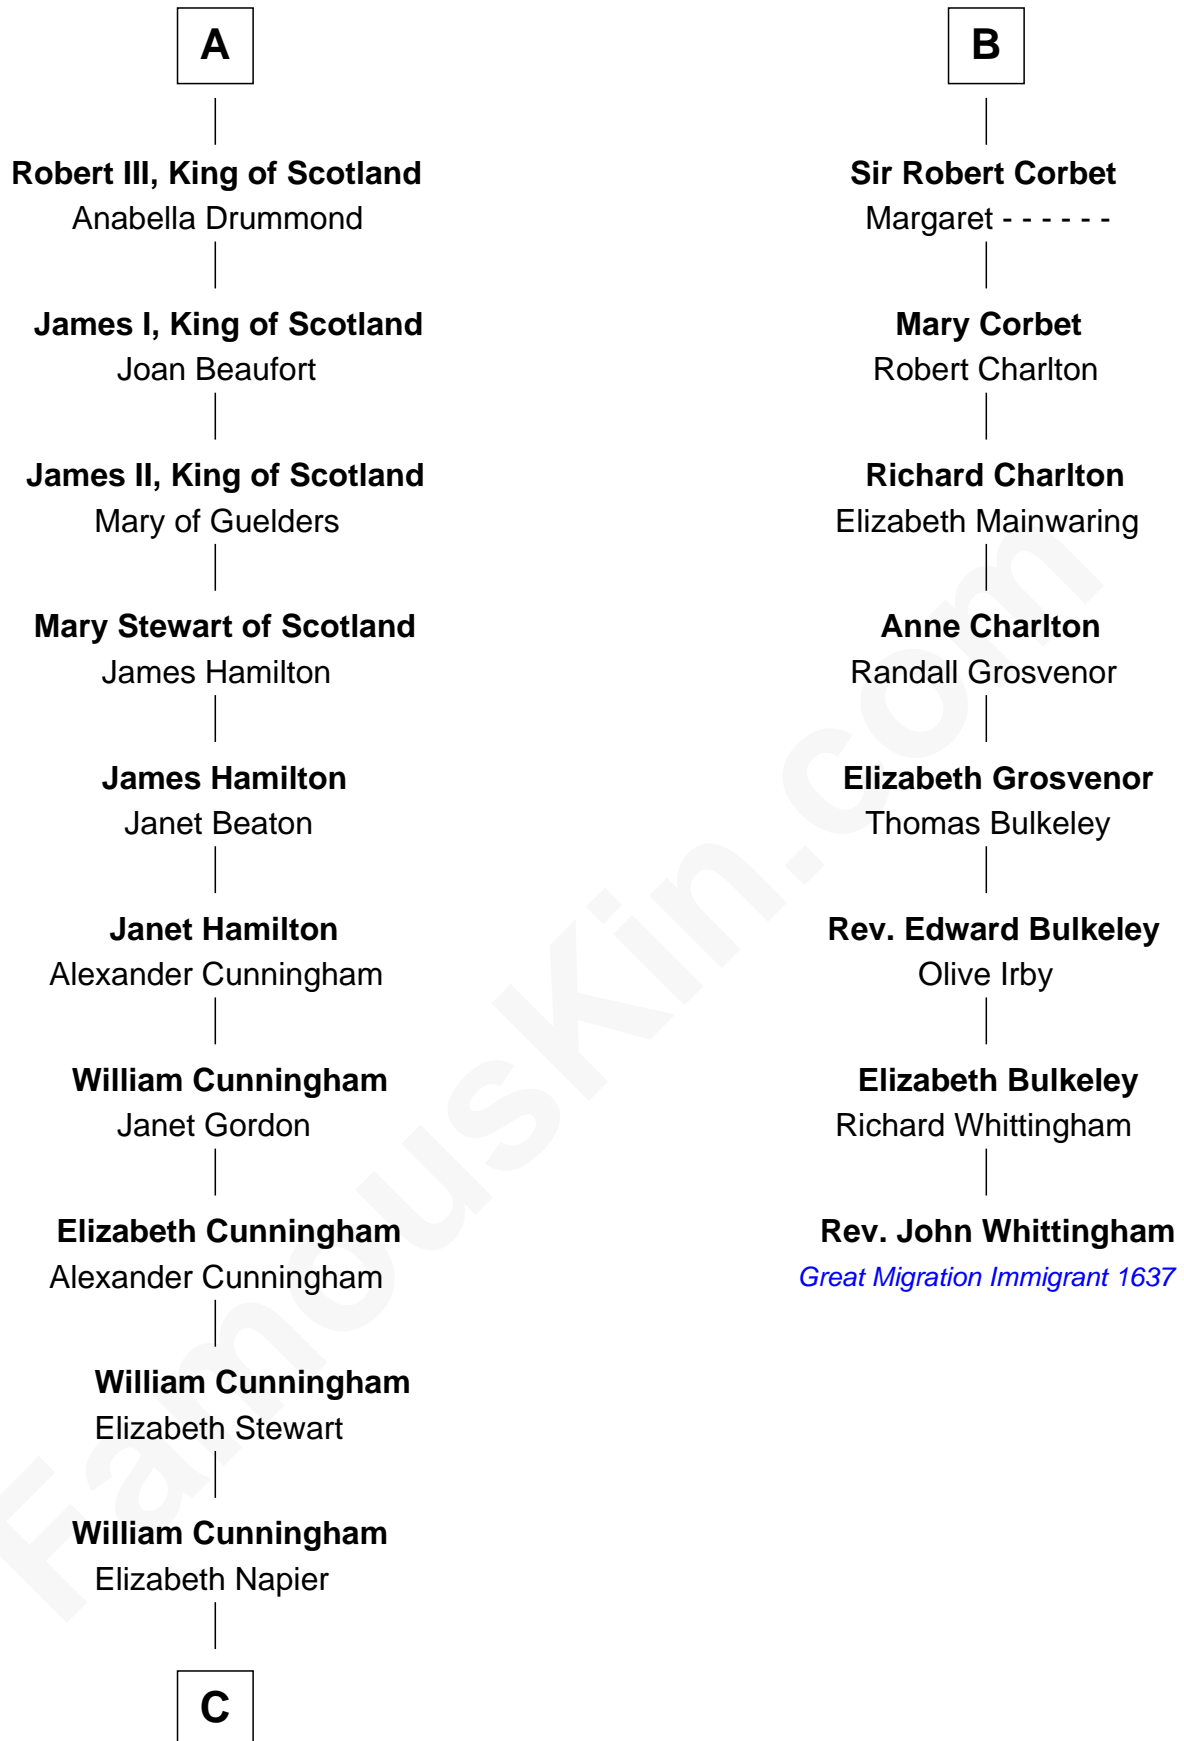 A
Robert III, King of Scotland
Anabella Drummond
James I, King of Scotland
Joan Beaufort
James II, King of Scotland
Mary of Guelders
Mary Stewart of Scotland
James Hamilton
James Hamilton
Janet Beaton
Janet Hamilton
Alexander Cunningham
William Cunningham
Janet Gordon
Elizabeth Cunningham
Alexander Cunningham
William Cunningham
Elizabeth Stewart
William Cunningham
Elizabeth Napier
C
B
Sir Robert Corbet
Margaret - - - - - -
Mary Corbet
Robert Charlton
Richard Charlton
Elizabeth Mainwaring
Anne Charlton
Randall Grosvenor
Elizabeth Grosvenor
Thomas Bulkeley
Rev. Edward Bulkeley
Olive Irby
Elizabeth Bulkeley
Richard Whittingham
Rev. John Whittingham
Great Migration Immigrant 1637
FamousKin.com